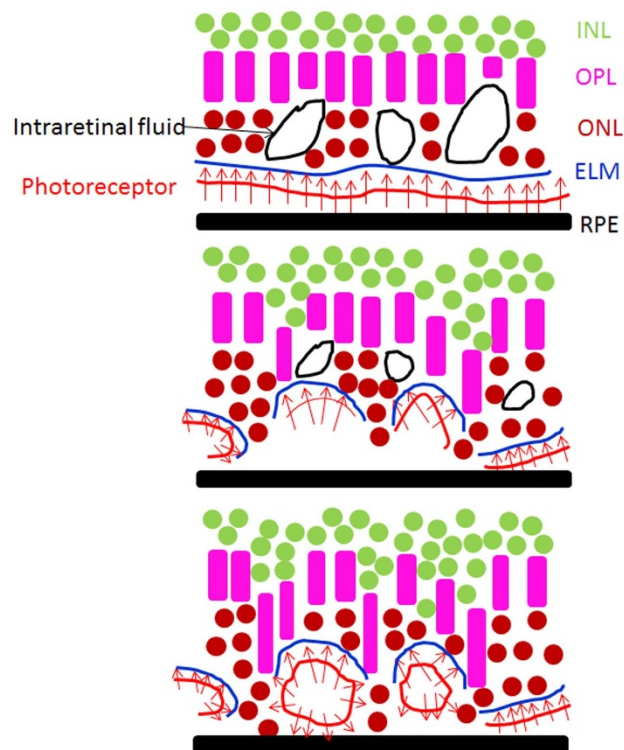 INL
OPL
Intraretinal fluid
ONL
ELM
Photoreceptor
RPE